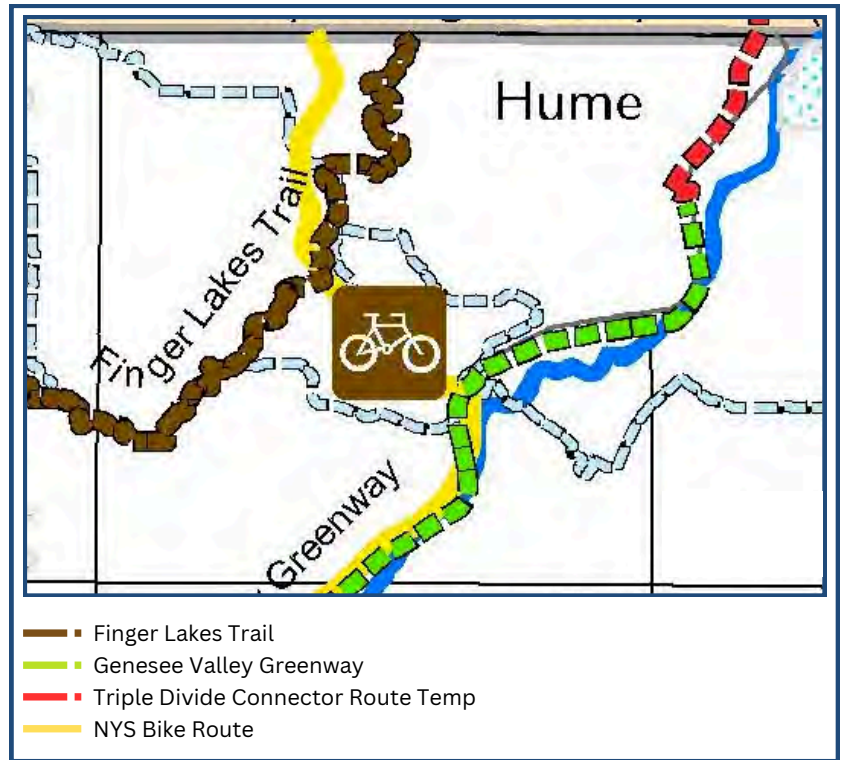 Hume
Finger Lakes Trail
Greenway
Finger Lakes Trail
Genesee Valley Greenway
Triple Divide Connector Route Temp
NYS Bike Route